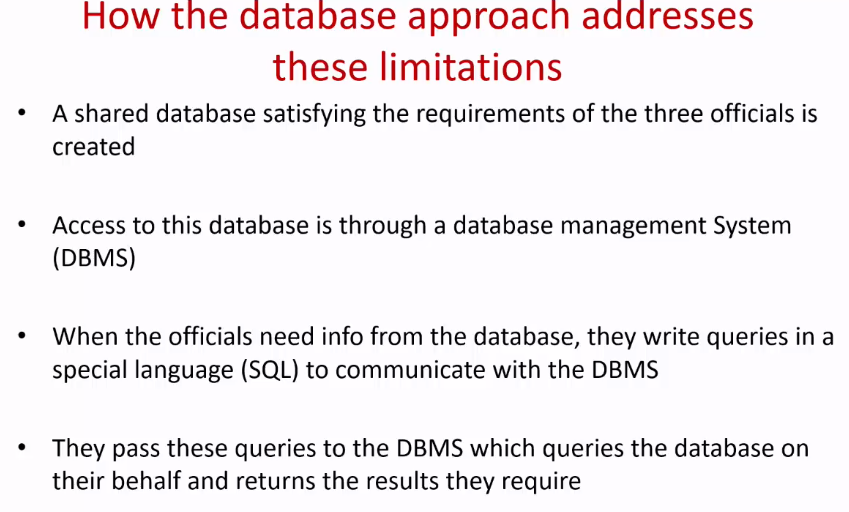 How the database approach addresses
these limitations
• A shared database satisfying the requirements of the three officials is
created
• Access to this database is through a database management System
(DBMS)
• When the officials need info from the database, they write queries in a
special language (SQL) to communicate with the DBMS
• They pass these queries to the DBMS which queries the database on
their behalf and returns the results they require